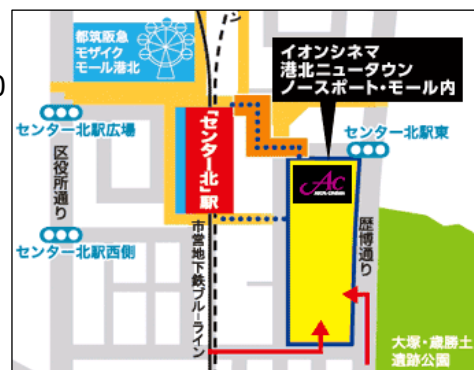 都筑阪急
モザイク
モール港北
イオンシネマ
港北ニュータウン
ノースポート・モール内
センター北駅広場
「センター北」駅
センター北駅東
区役所通り
Ac
ÆON CINEMA
センター北駅西側
市営地下鉄ブルーライン
歴博通り
大塚・歳勝土
遺跡公園